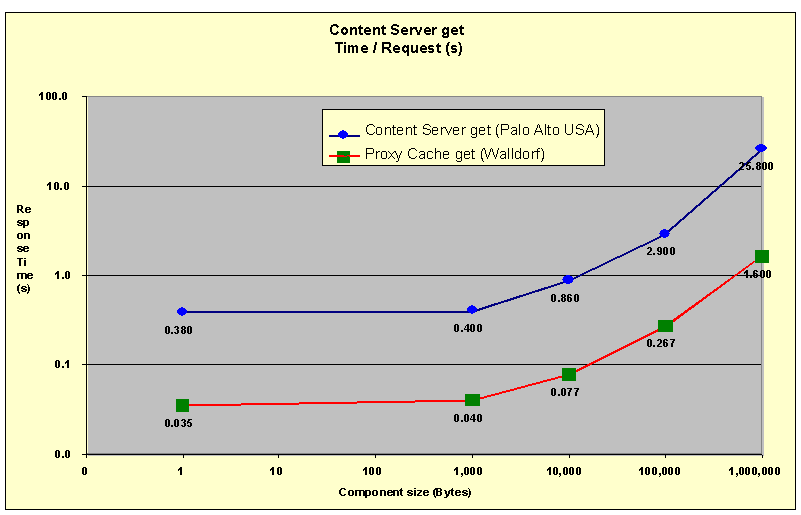 Content Server get
Time / Request (s)
100.0
10.0
1.0
0.1
0.0
Re
sp
on
se Ti
me
(s)
Content Server get (Palo Alto USA)
Proxy Cache get (Walldorf)
25.800
2.900
1.600
0.860
0.380
0.400
0.267
0.077
0.035
0.040
0 1 10 100 1,000 10,000 100,000 1,000,000
Component size (Bytes)